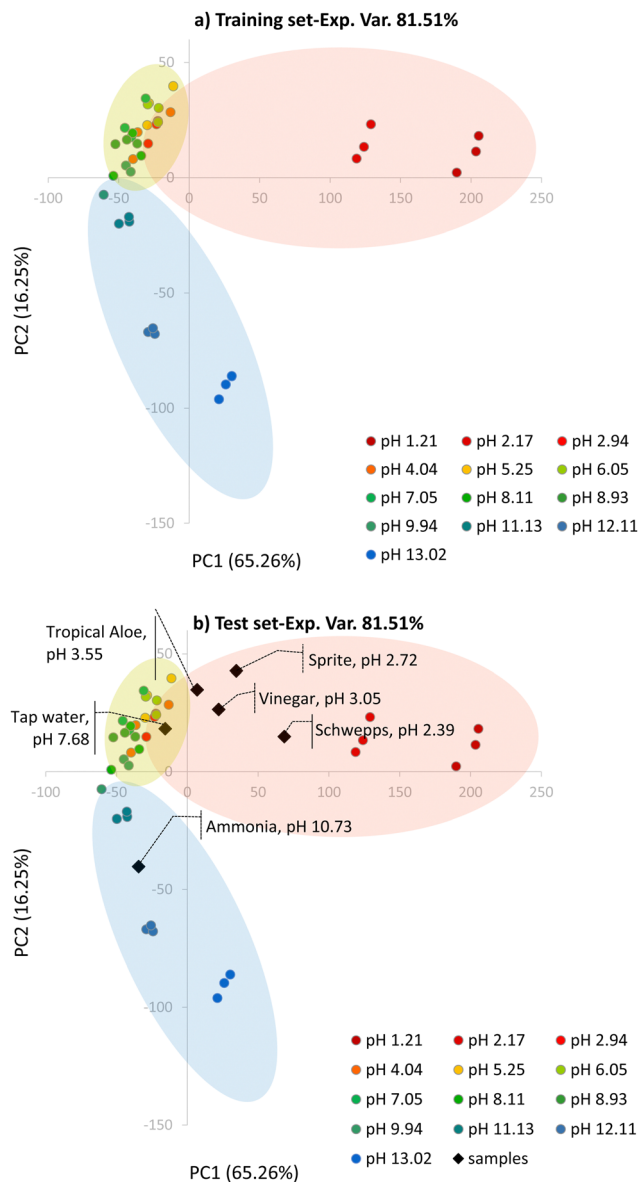 a) Training set-Exp. Var. 81.51%
50
0
-100
-50
0
50
100
150
200
250
-50
-100
-150
PC2 (16.25%)
PC1 (65.26%)
pH 1.21 pH 2.17 pH 2.94
pH 4.04 pH 5.25 pH 6.05
pH 7.05 pH 8.11 pH 8.93
pH 9.94 pH 11.13 pH 12.11
pH 13.02
b) Test set-Exp. Var. 81.51%
Tropical Aloe,
pH 3.55
50
Sprite, pH 2.72
Vinegar, pH 3.05
Tap water,
pH 7.68
Schwepps, pH 2.39
0
-100
-50
0
50
100
150
200
250
Ammonia, pH 10.73
-50
-100
-150
PC2 (16.25%)
PC1 (65.26%)
pH 1.21 pH 2.17 pH 2.94
pH 4.04 pH 5.25 pH 6.05
pH 7.05 pH 8.11 pH 8.93
pH 9.94 pH 11.13 pH 12.11
pH 13.02 samples